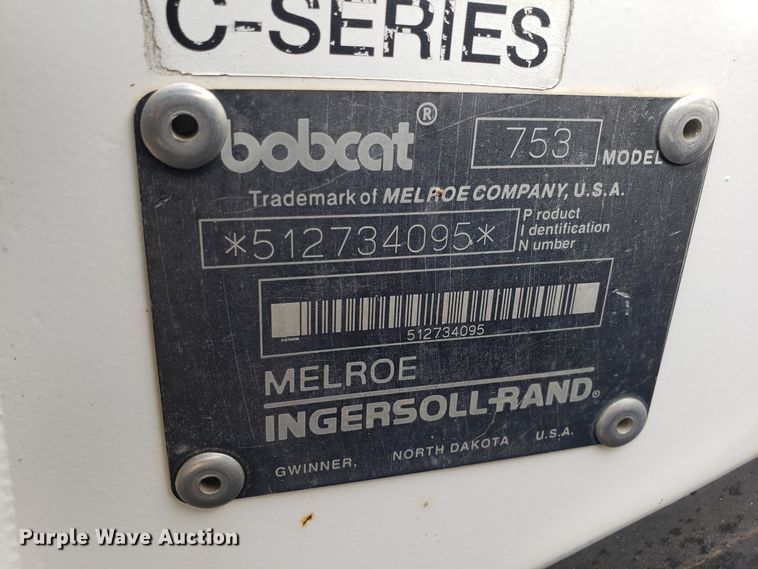 C-SERIES
bobcat®
753 MODEL
Trademark of MELROE COMPANY, U.S.A.
*512734095*
Product
Identification
Number
512734095
MELROE
INGERSOLL-RAND®
GWINNER, NORTH DAKOTA U.S.A.
Purple Wave Auction